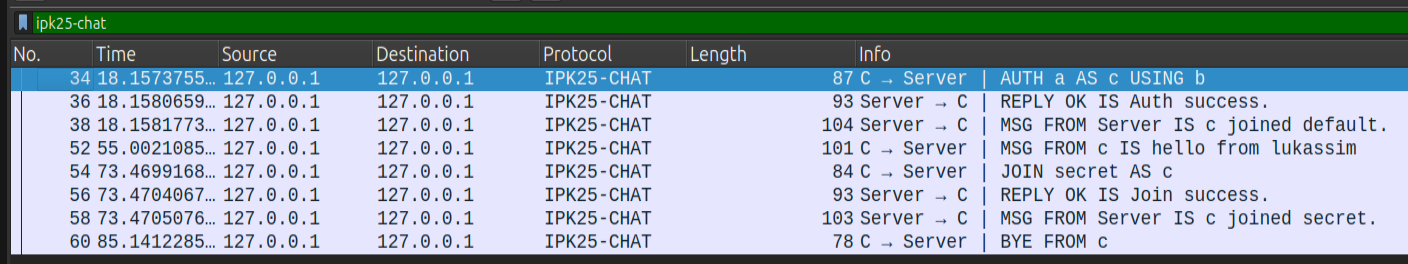 ipk25-chat
No. Time Source Destination Protocol Length Info
34 18.1573755… 127.0.0.1 127.0.0.1 IPK25-CHAT 87 C → Server | AUTH a AS c USING b
36 18.1580659… 127.0.0.1 127.0.0.1 IPK25-CHAT 93 Server → C | REPLY OK IS Auth success.
38 18.1581773… 127.0.0.1 127.0.0.1 IPK25-CHAT 104 Server → C | MSG FROM Server IS c joined default.
52 55.0021085… 127.0.0.1 127.0.0.1 IPK25-CHAT 101 C → Server | MSG FROM c IS hello from lukassim
54 73.4699168… 127.0.0.1 127.0.0.1 IPK25-CHAT 84 C → Server | JOIN secret AS c
56 73.4704067… 127.0.0.1 127.0.0.1 IPK25-CHAT 93 Server → C | REPLY OK IS Join success.
58 73.4705076… 127.0.0.1 127.0.0.1 IPK25-CHAT 103 Server → C | MSG FROM Server IS c joined secret.
60 85.1412285… 127.0.0.1 127.0.0.1 IPK25-CHAT 78 C → Server | BYE FROM c